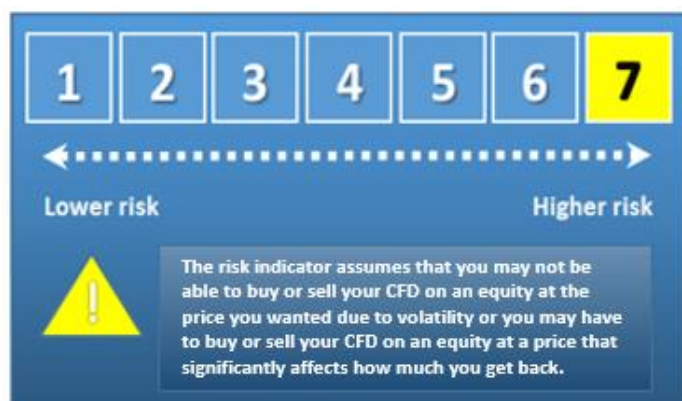 1 2 3 4 5 6 7
Lower risk Higher risk
!
The risk indicator assumes that you may not be
able to buy or sell your CFD on an equity at the
price you wanted due to volatility or you may have
to buy or sell your CFD on an equity at a price that
significantly affects how much you get back.